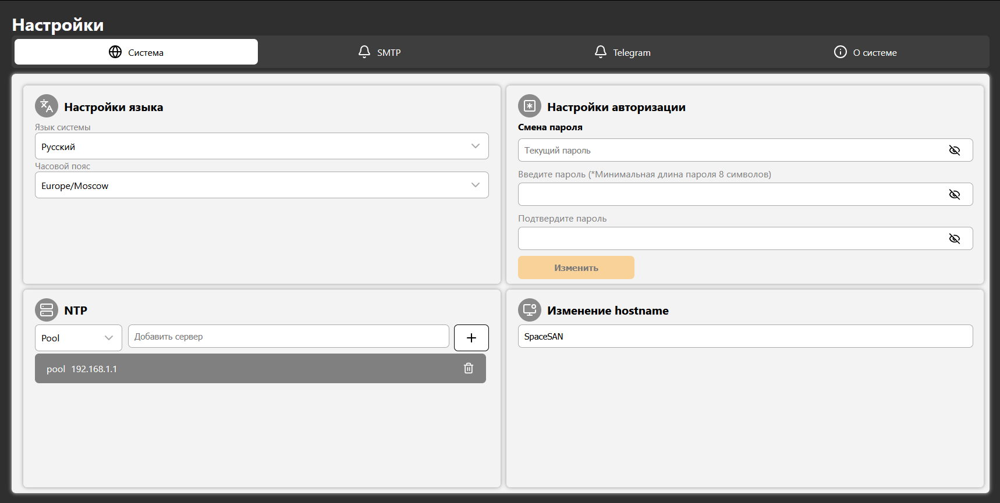 Настройки
Система
SMTP
Telegram
О системе
Настройки языка
Язык системы
Русский
Часовой пояс
Europe/Moscow
Настройки авторизации
Смена пароля
Текущий пароль
Введите пароль (*Минимальная длина пароля 8 символов)
Подтвердите пароль
Изменить
NTP
Pool
Добавить сервер
pool 192.168.1.1
Изменение hostname
SpaceSAN